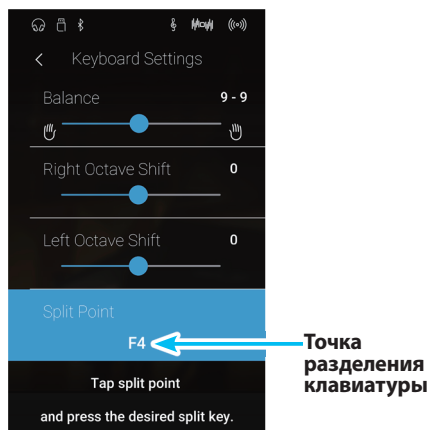 Keyboard Settings
Balance 9 - 9
Right Octave Shift 0
Left Octave Shift 0
Split Point
F4
Точка
разделения
клавиатуры
Tap split point
and press the desired split key.